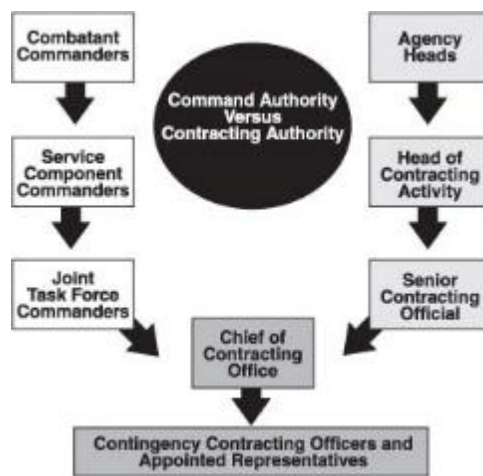 Combatant
Commanders
Command Authority
Versus
Contracting Authority
Agency
Heads
Service
Component
Commanders
Head of
Contracting
Activity
Joint
Task Force
Commanders
Senior
Contracting
Official
Chief of
Contracting
Office
Contingency Contracting Officers and
Appointed Representatives